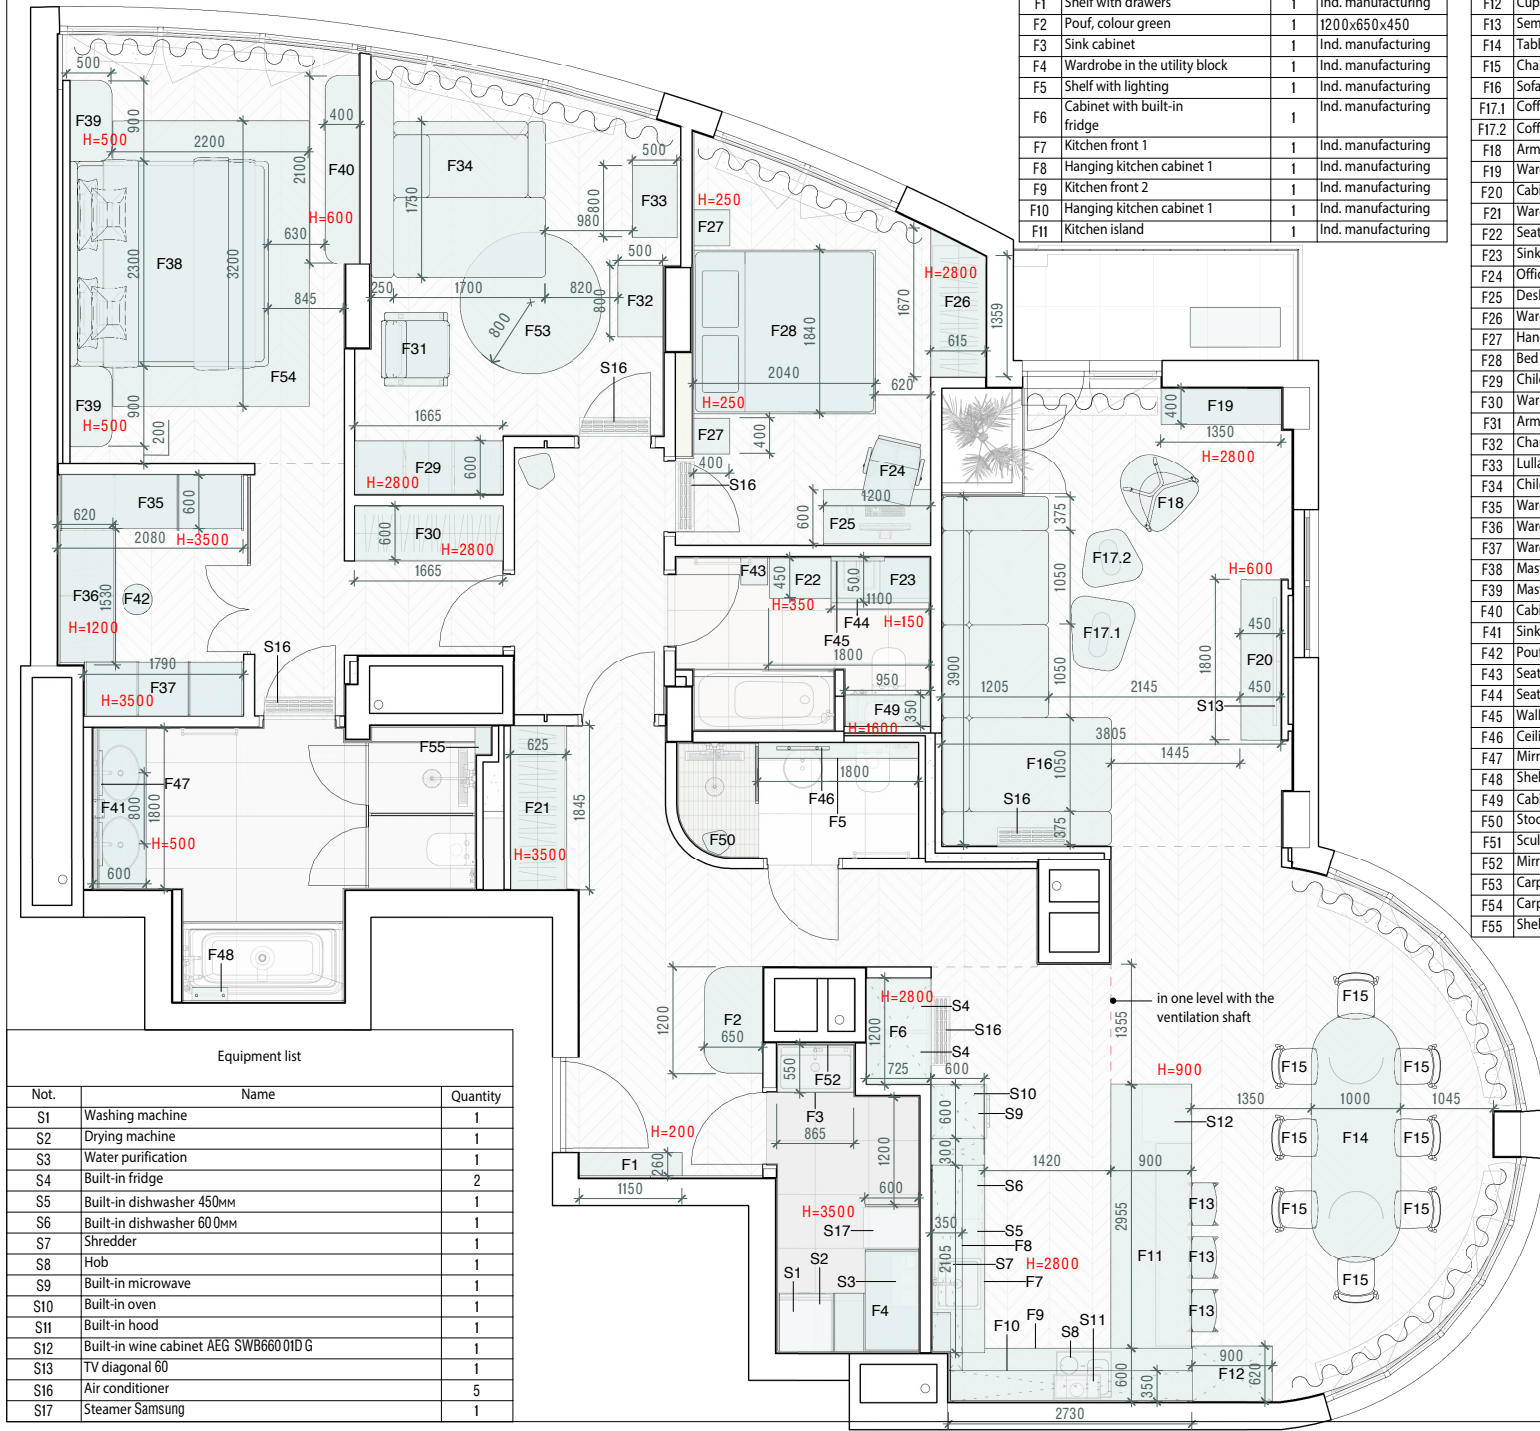 F1 Shelf with drawers 1 Ind. manufacturing
F2 Pouf, colour green 1 1200x650x450
F3 Sink cabinet 1 Ind. manufacturing
F4 Wardrobe in the utility block 1 Ind. manufacturing
F5 Shelf with lighting 1 Ind. manufacturing
F6 Cabinet with built-in 1 Ind. manufacturing
fridge
F7 Kitchen front 1 1 Ind. manufacturing
F8 Hanging kitchen cabinet 1 1 Ind. manufacturing
F9 Kitchen front 2 1 Ind. manufacturing
F10 Hanging kitchen cabinet 1 1 Ind. manufacturing
F11 Kitchen island 1 Ind. manufacturing
F12
F13
F14
F15
F16 Sofa
F17.1
F17.2
F18
F19
F20
F21
F22
F23 Sink
F24
F25
F26
F27
F28 Bed
F29
F30
F31
F32
F33
F34
F35
F36
F37
F38
F39
F40
F41 Sink
F42
F43
F44
F45
F46
F47
F48
F49
F50
F51
F52
F53
F54
F55
500
F39
H=500
900
2200
400
2100
F40
H=600
630
F38
2300
3200
845
F54
F39
H=500
900
200
F34
1750
500
800
F33
980
500
250
1700
820
800
F32
800
F53
F31
S16
1665
F29
600
H=2800
F30
600
H=2800
1665
H=250
F27
H=2800
F26
1670
1359
615
F28
1840
2040
620
H=250
F27
400
400
S16
F24
1200
600
F25
F19
400
1350
H=2800
F18
375
F17.2
1050
H=600
F17.1
450
1800
F20
3900
1205
1050
2145
450
S13
3805
F16
1050
1445
S16
375
F35
600
620
2080
H=3500
F36
1530
F42
H=1200
1790
F37
H=3500
S16
F43
450
F22
500
F23
H=350
1100
F44
H=150
F45
1800
950
F49
350
H=1600
F55
F47
F41
800
1800
H=500
600
F48
625
F21
1845
H=3500
1800
F46
F5
F50
1200
F2
650
H=2800
S4
F6
S16
1200
S4
725
600
in one level with the
ventilation shaft
1355
H=900
550
F52
F3
865
H=200
F1
260
1150
1200
600
H=3500
S17
S2
S1
S3
F4
S10
600
S9
300
1420
900
S6
350
S5
F8
2105
S7
H=2800
F7
F10
F9
S8
S11
2955
F11
S12
600
350
2730
F13
F13
F13
900
F12
620
1350
1000
1045
F15
F15
F15
F15
F14
F15
F15
F15
F15
Equipment list
Not. Name Quantity
S1 Washing machine 1
S2 Drying machine 1
S3 Water purification 1
S4 Built-in fridge 2
S5 Built-in dishwasher 450мм 1
S6 Built-in dishwasher 600мм 1
S7 Shredder 1
S8 Hob 1
S9 Built-in microwave 1
S10 Built-in oven 1
S11 Built-in hood 1
S12 Built-in wine cabinet AEG SWB66001DG 1
S13 TV diagonal 60 1
S16 Air conditioner 5
S17 Steamer Samsung 1